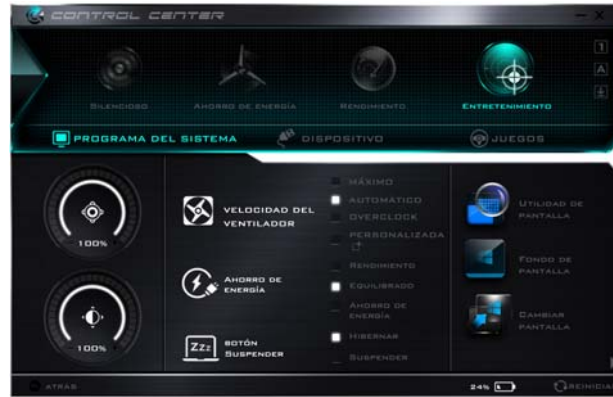 CONTROL CENTER
1
A
SILENCIOSO
AHORRO DE ENERGÍA
RENDIMIENTO
ENTRETENIMIENTO
PROGRAMA DEL SISTEMA
DISPOSITIVO
JUEGOS
100%
100%
VELOCIDAD DEL
VENTILADOR
MÁXIMO
AUTOMÁTICO
OVERCLOCK
PERSONALIZADA
AHORRO DE
ENERGÍA
RENDIMIENTO
EQUILIBRADO
AHORRO DE
ENERGÍA
Zzz
BOTÓN
SUSPENDER
HIBERNAR
SUSPENDER
UTILIDAD DE
PANTALLA
FONDO DE
PANTALLA
CAMBIAR
PANTALLA
ATRÁS
24%
REINICIAR